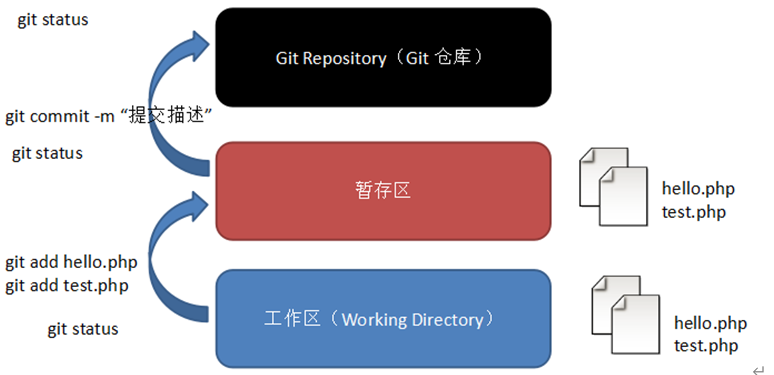 git status
Git Repository（Git 仓库）
git commit -m “提交描述”
git status
暂存区
hello.php
test.php
git add hello.php
git add test.php
git status
工作区（Working Directory）
hello.php
test.php